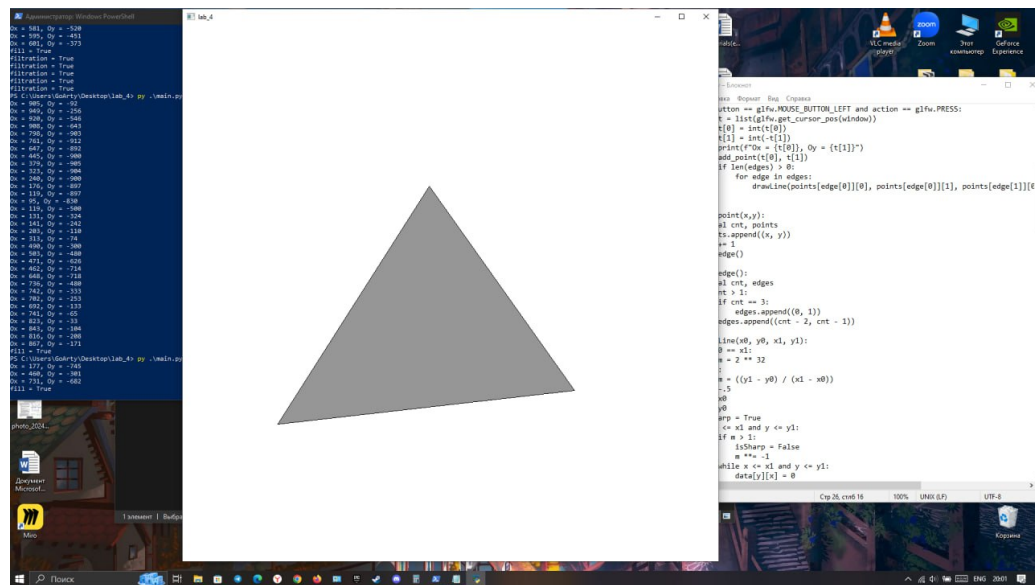 Администратор: Windows PowerShell
Ox = 581, Oy = -520
Ox = 595, Oy = -451
Ox = 601, Oy = -373
fill = True
filtration = True
filtration = True
filtration = True
filtration = True
filtration = True
PS C:\Users\GoArty\Desktop\lab_4> py .\main.py
Ox = 905, Oy = -92
Ox = 949, Oy = -256
Ox = 920, Oy = -546
Ox = 908, Oy = -643
Ox = 798, Oy = -903
Ox = 761, Oy = -912
Ox = 647, Oy = -892
Ox = 445, Oy = -900
Ox = 379, Oy = -905
Ox = 323, Oy = -904
Ox = 240, Oy = -900
Ox = 176, Oy = -897
Ox = 119, Oy = -897
Ox = 95, Oy = -830
Ox = 119, Oy = -500
Ox = 131, Oy = -324
Ox = 141, Oy = -242
Ox = 203, Oy = -110
Ox = 313, Oy = -74
Ox = 490, Oy = -300
Ox = 503, Oy = -480
Ox = 471, Oy = -626
Ox = 462, Oy = -714
Ox = 648, Oy = -718
Ox = 736, Oy = -480
Ox = 742, Oy = -333
Ox = 702, Oy = -253
Ox = 692, Oy = -133
Ox = 741, Oy = -65
Ox = 823, Oy = -33
Ox = 843, Oy = -104
Ox = 816, Oy = -208
Ox = 867, Oy = -171
fill = True
PS C:\Users\GoArty\Desktop\lab_4> py .\main.py
Ox = 177, Oy = -745
Ox = 460, Oy = -301
Ox = 731, Oy = -682
fill = True
lab_4
VLC media player
Zoom
Этот компьютер
GeForce Experience
– Блокнот
Формат Вид Справка
utton == glfw.MOUSE_BUTTON_LEFT and action == glfw.PRESS:
t = list(glfw.get_cursor_pos(window))
t[0] = int(t[0])
t[1] = int(-t[1])
print(f"Ox = {t[0]}, Oy = {t[1]}")
add_point(t[0], t[1])
if len(edges) > 0:
for edge in edges:
drawLine(points[edge[0]][0], points[edge[0]][1], points[edge[1]][
point(x,y):
al cnt, points
ts.append((x, y))
+= 1
edge()
edge():
al cnt, edges
nt > 1:
if cnt == 3:
edges.append((0, 1))
edges.append((cnt - 2, cnt - 1))
Line(x0, y0, x1, y1):
0 == x1:
m = 2 ** 32
:
m = ((y1 - y0) / (x1 - x0))
-.5
x0
y0
arp = True
<= x1 and y <= y1:
if m > 1:
isSharp = False
m **= -1
while x <= x1 and y <= y1:
data[y][x] = 0
Стр 26, стлб 16
100%
UNIX (LF)
UTF-8
photo_2024...
Документ Microsof...
Miro
1 элемент
Выбра
Корзина
Поиск
ENG
20:01